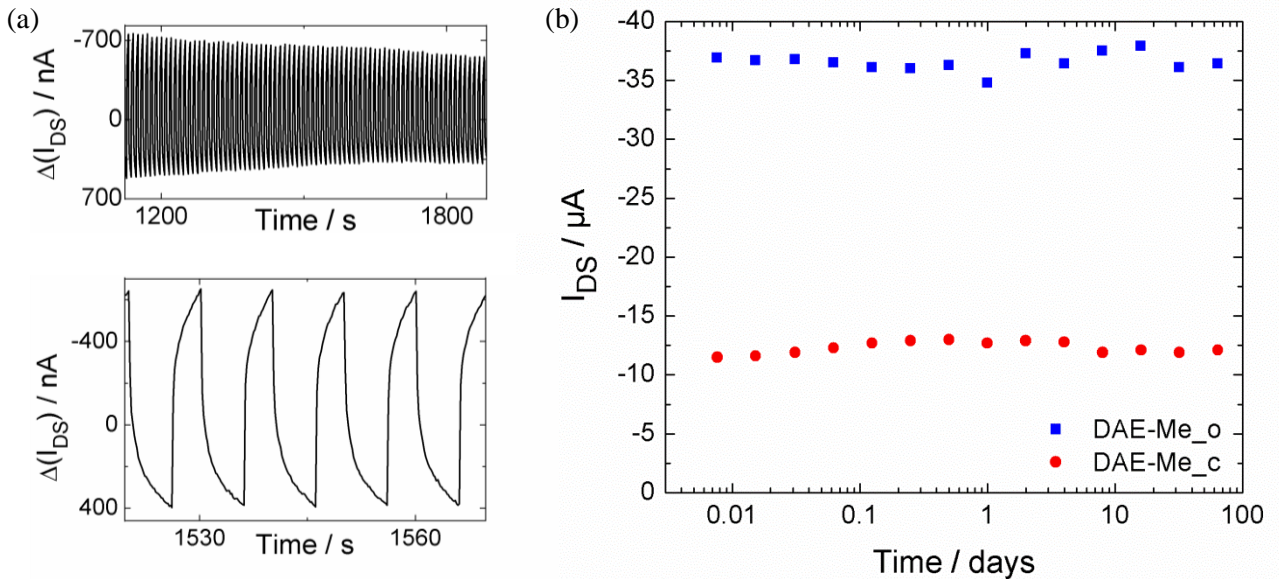 (a)
-700
0
700
Δ(I_DS) / nA
1200
1800
Time / s
-400
0
400
Δ(I_DS) / nA
1530
1560
Time / s
(b)
-40
-35
-30
-25
-20
-15
-10
-5
0
I_DS / µA
DAE-Me_o
DAE-Me_c
0.01
0.1
1
10
100
Time / days